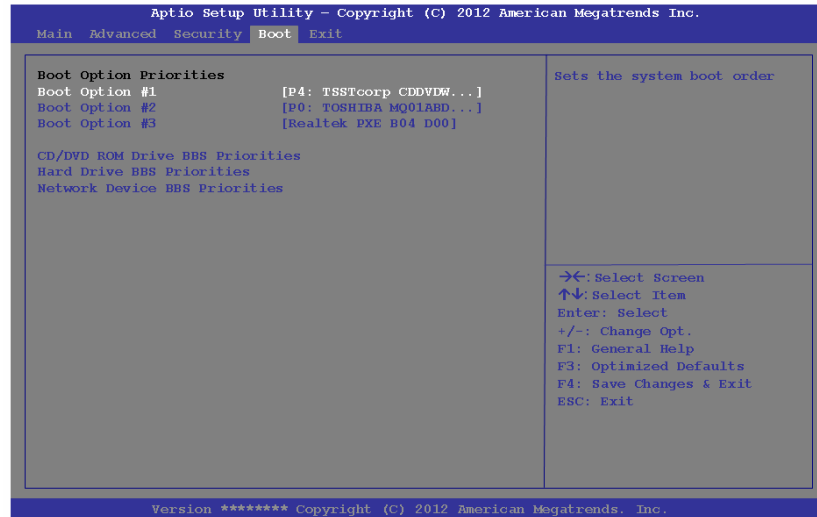 Aptio Setup Utility – Copyright (C) 2012 American Megatrends Inc.
Main Advanced Security Boot Exit
Boot Option Priorities
Boot Option #1 [P4: TSSTcorp CDDVDW...]
Boot Option #2 [P0: TOSHIBA MQ01ABD...]
Boot Option #3 [Realtek PXE B04 D00]
CD/DVD ROM Drive BBS Priorities
Hard Drive BBS Priorities
Network Device BBS Priorities
Sets the system boot order
→←: Select Screen
↑↓: Select Item
Enter: Select
+/-: Change Opt.
F1: General Help
F3: Optimized Defaults
F4: Save Changes & Exit
ESC: Exit
Version ******** Copyright (C) 2012 American Megatrends. Inc.